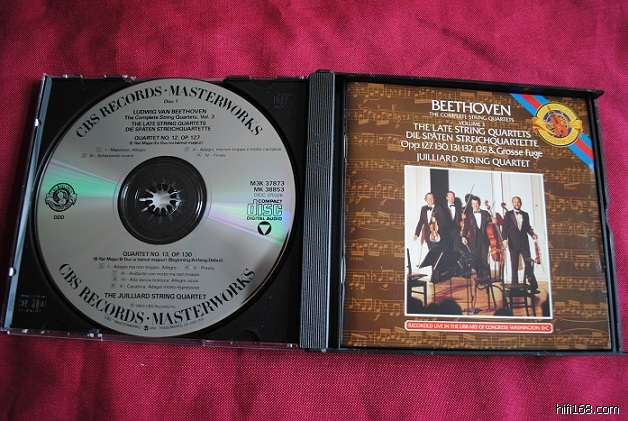 CBS RECORDS · MASTERWORKS
Disc 1
LUDWIG VAN BEETHOVEN
The Complete String Quartets, Vol. 3
THE LATE STRING QUARTETS
DIE SPÄTEN STREICHQUARTETTE
QUARTET NO. 12, OP. 127
M3K 37873
MK 38853
COMPACT
disc
DIGITAL AUDIO
DDD
QUARTET NO. 13, OP. 130
THE JUILLIARD STRING QUARTET
CBS RECORDS · MASTERWORKS
BEETHOVEN
THE COMPLETE STRING QUARTETS
THE LATE STRING QUARTETS
DIE SPÄTEN STREICHQUARTETTE
Opp. 127, 130, 131, 132, 135 & Grosse Fuge
JUILLIARD STRING QUARTET
RECORDED LIVE IN THE LIBRARY OF CONGRESS, WASHINGTON D.C.
hifi168.com